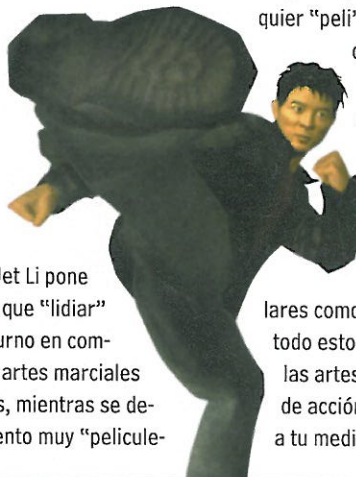 Jet Li pone
que “lidiar”
urno en com-
artes marciales
s, mientras se de-
ento muy “pelicule-
quier “peli”
lares como
todo esto
las artes
de acción
a tu medi